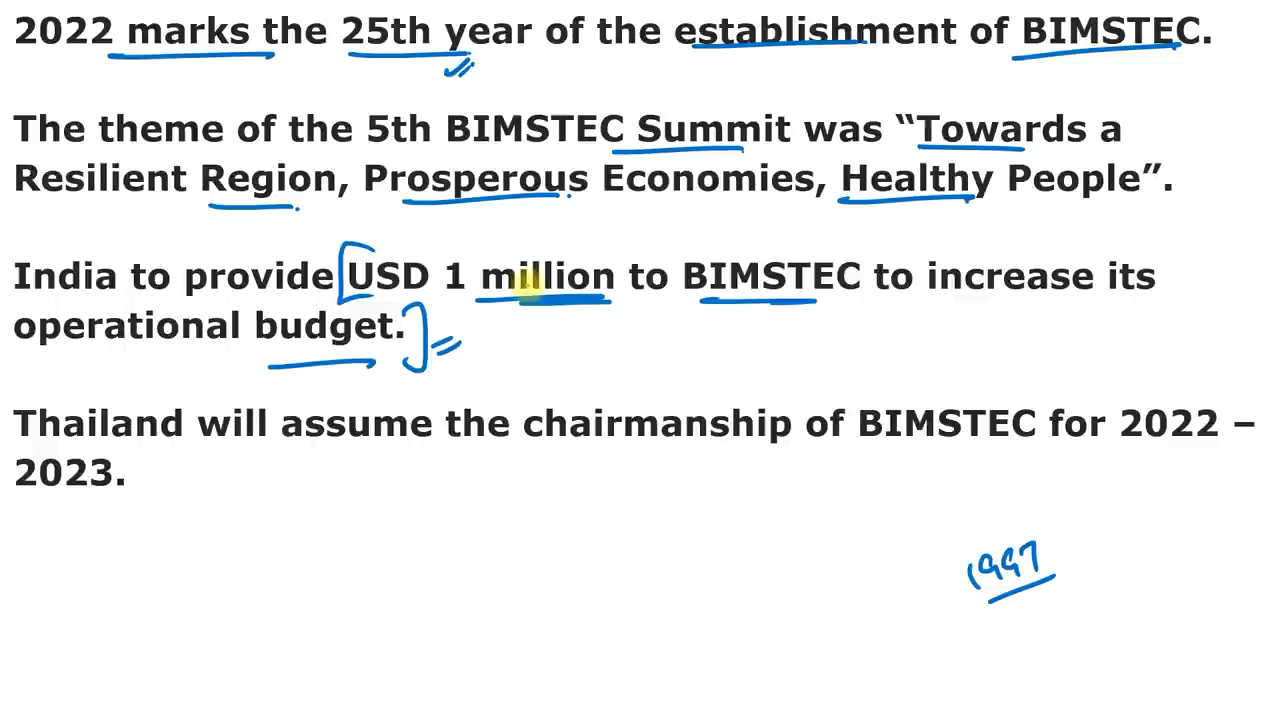 2022 marks the 25th year of the establishment of BIMSTEC.
The theme of the 5th BIMSTEC Summit was “Towards a
Resilient Region, Prosperous Economies, Healthy People”.
India to provide USD 1 million to BIMSTEC to increase its
operational budget.
Thailand will assume the chairmanship of BIMSTEC for 2022 –
2023.
1997